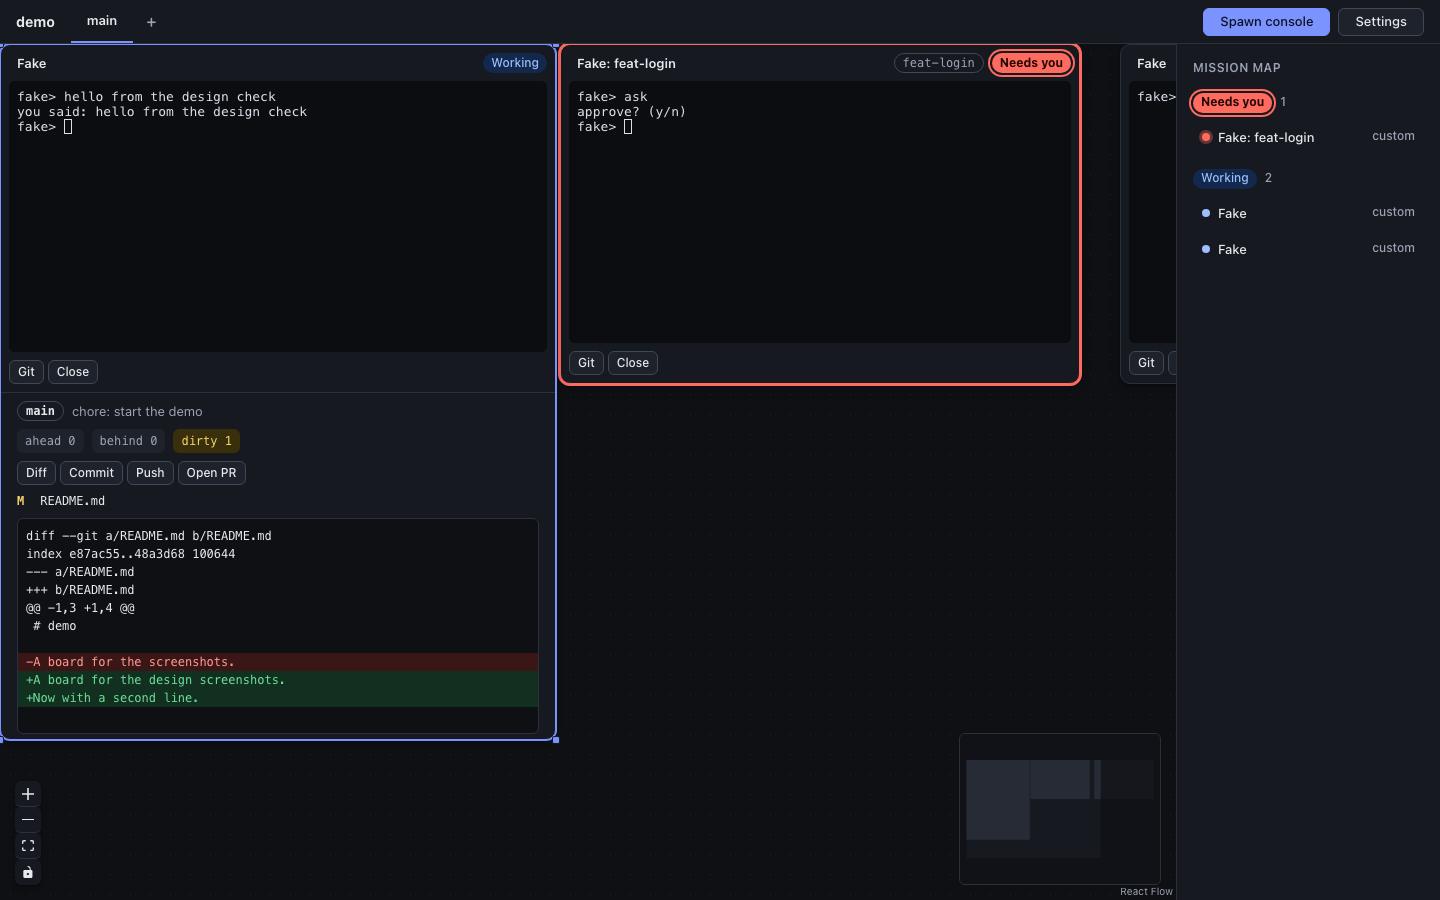 demo
main
+
Spawn console
Settings
Fake
Working
fake> hello from the design check
you said: hello from the design check
fake>
Git
Close
main
chore: start the demo
ahead 0
behind 0
dirty 1
Diff
Commit
Push
Open PR
M README.md
diff --git a/README.md b/README.md
index e87ac55..48a3d68 100644
--- a/README.md
+++ b/README.md
@@ -1,3 +1,4 @@
# demo
-A board for the screenshots.
+A board for the design screenshots.
+Now with a second line.
Fake: feat-login
feat-login
Needs you
fake> ask
approve? (y/n)
fake>
Git
Close
Fake
fake>
Git
MISSION MAP
Needs you 1
Fake: feat-login custom
Working 2
Fake custom
Fake custom
React Flow